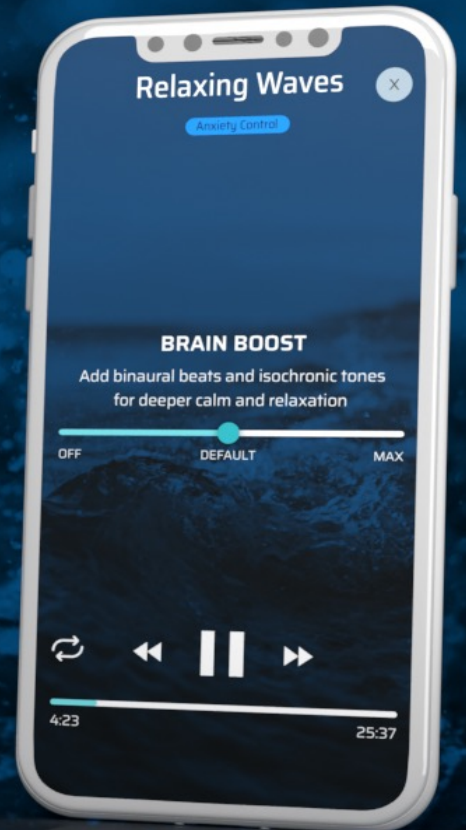 Relaxing Waves
X
Anxiety Control
BRAIN BOOST
Add binaural beats and isochronic tones
for deeper calm and relaxation
OFF DEFAULT MAX
4:23 25:37